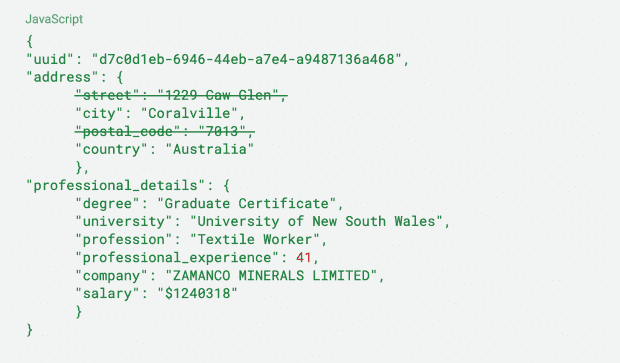 JavaScript
{
"uuid": "d7c0d1eb-6946-44eb-a7e4-a9487136a468",
"address": {
"street": "1229 Caw Glen",
"city": "Coralville",
"postal_code": "7013",
"country": "Australia"
},
"professional_details": {
"degree": "Graduate Certificate",
"university": "University of New South Wales",
"profession": "Textile Worker",
"professional_experience": 41,
"company": "ZAMANCO MINERALS LIMITED",
"salary": "$1240318"
}
}